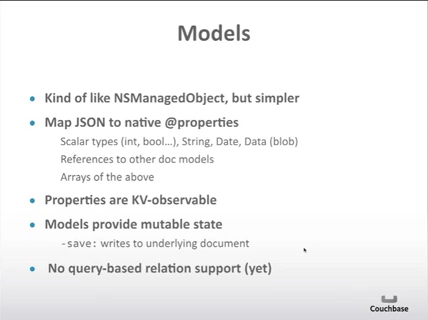 Models
Kind of like NSManagedObject, but simpler
Map JSON to native @properties
Scalar types (int, bool...), String, Date, Data (blob)
References to other doc models
Arrays of the above
Properties are KV-observable
Models provide mutable state
-save: writes to underlying document
No query-based relation support (yet)
Couchbase